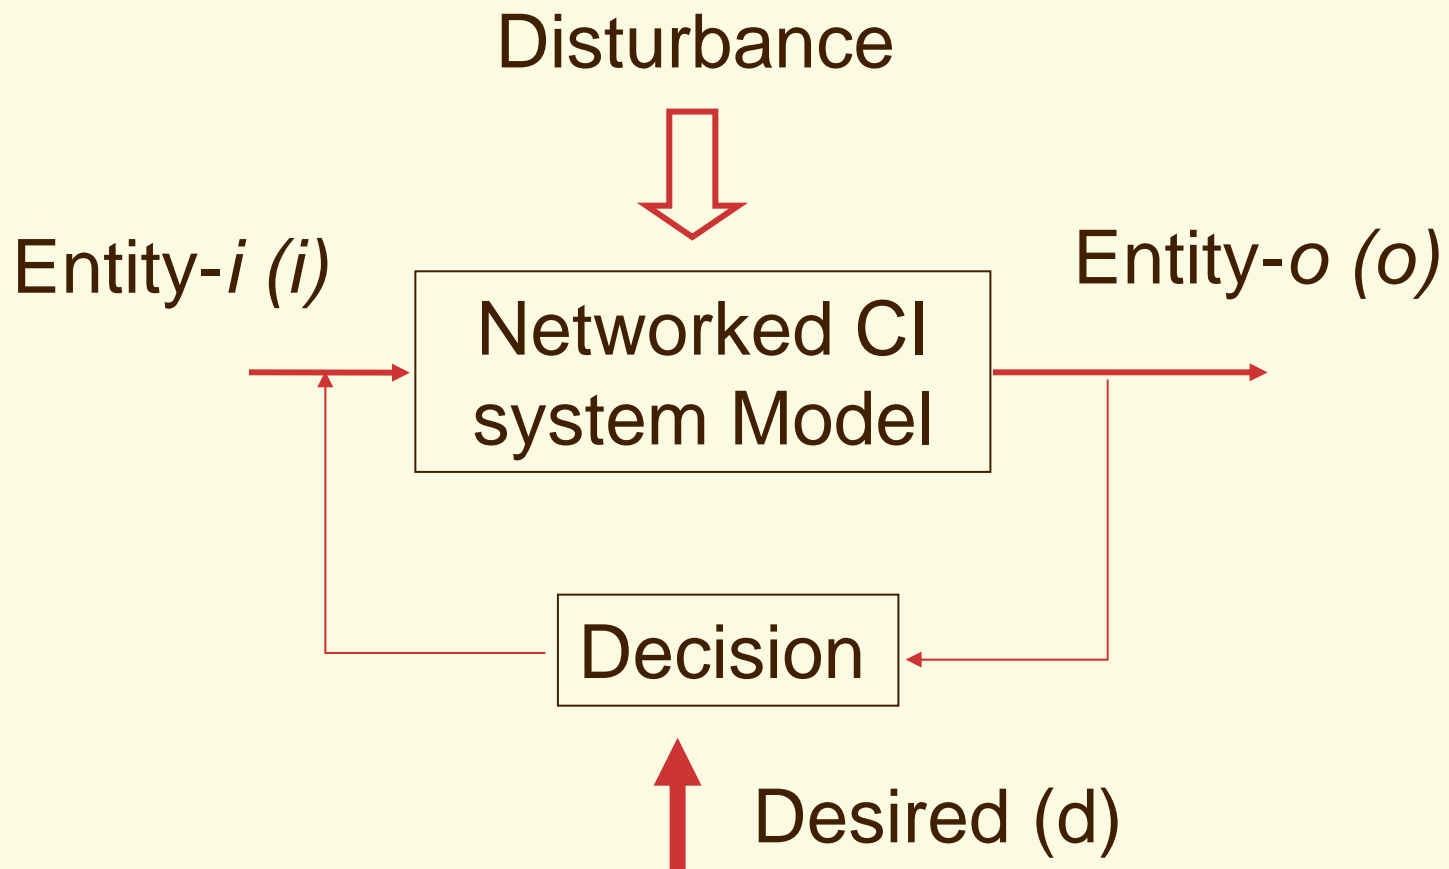 Disturbance
Entity-i (i)
Entity-o (o)
Networked CI
system Model
Decision
Desired (d)